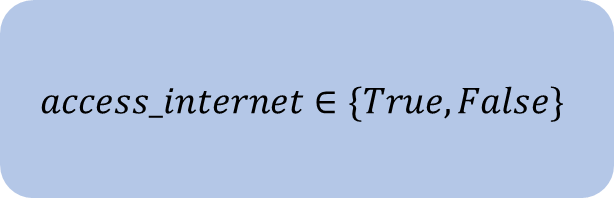 access_internet ∈ {True, False}